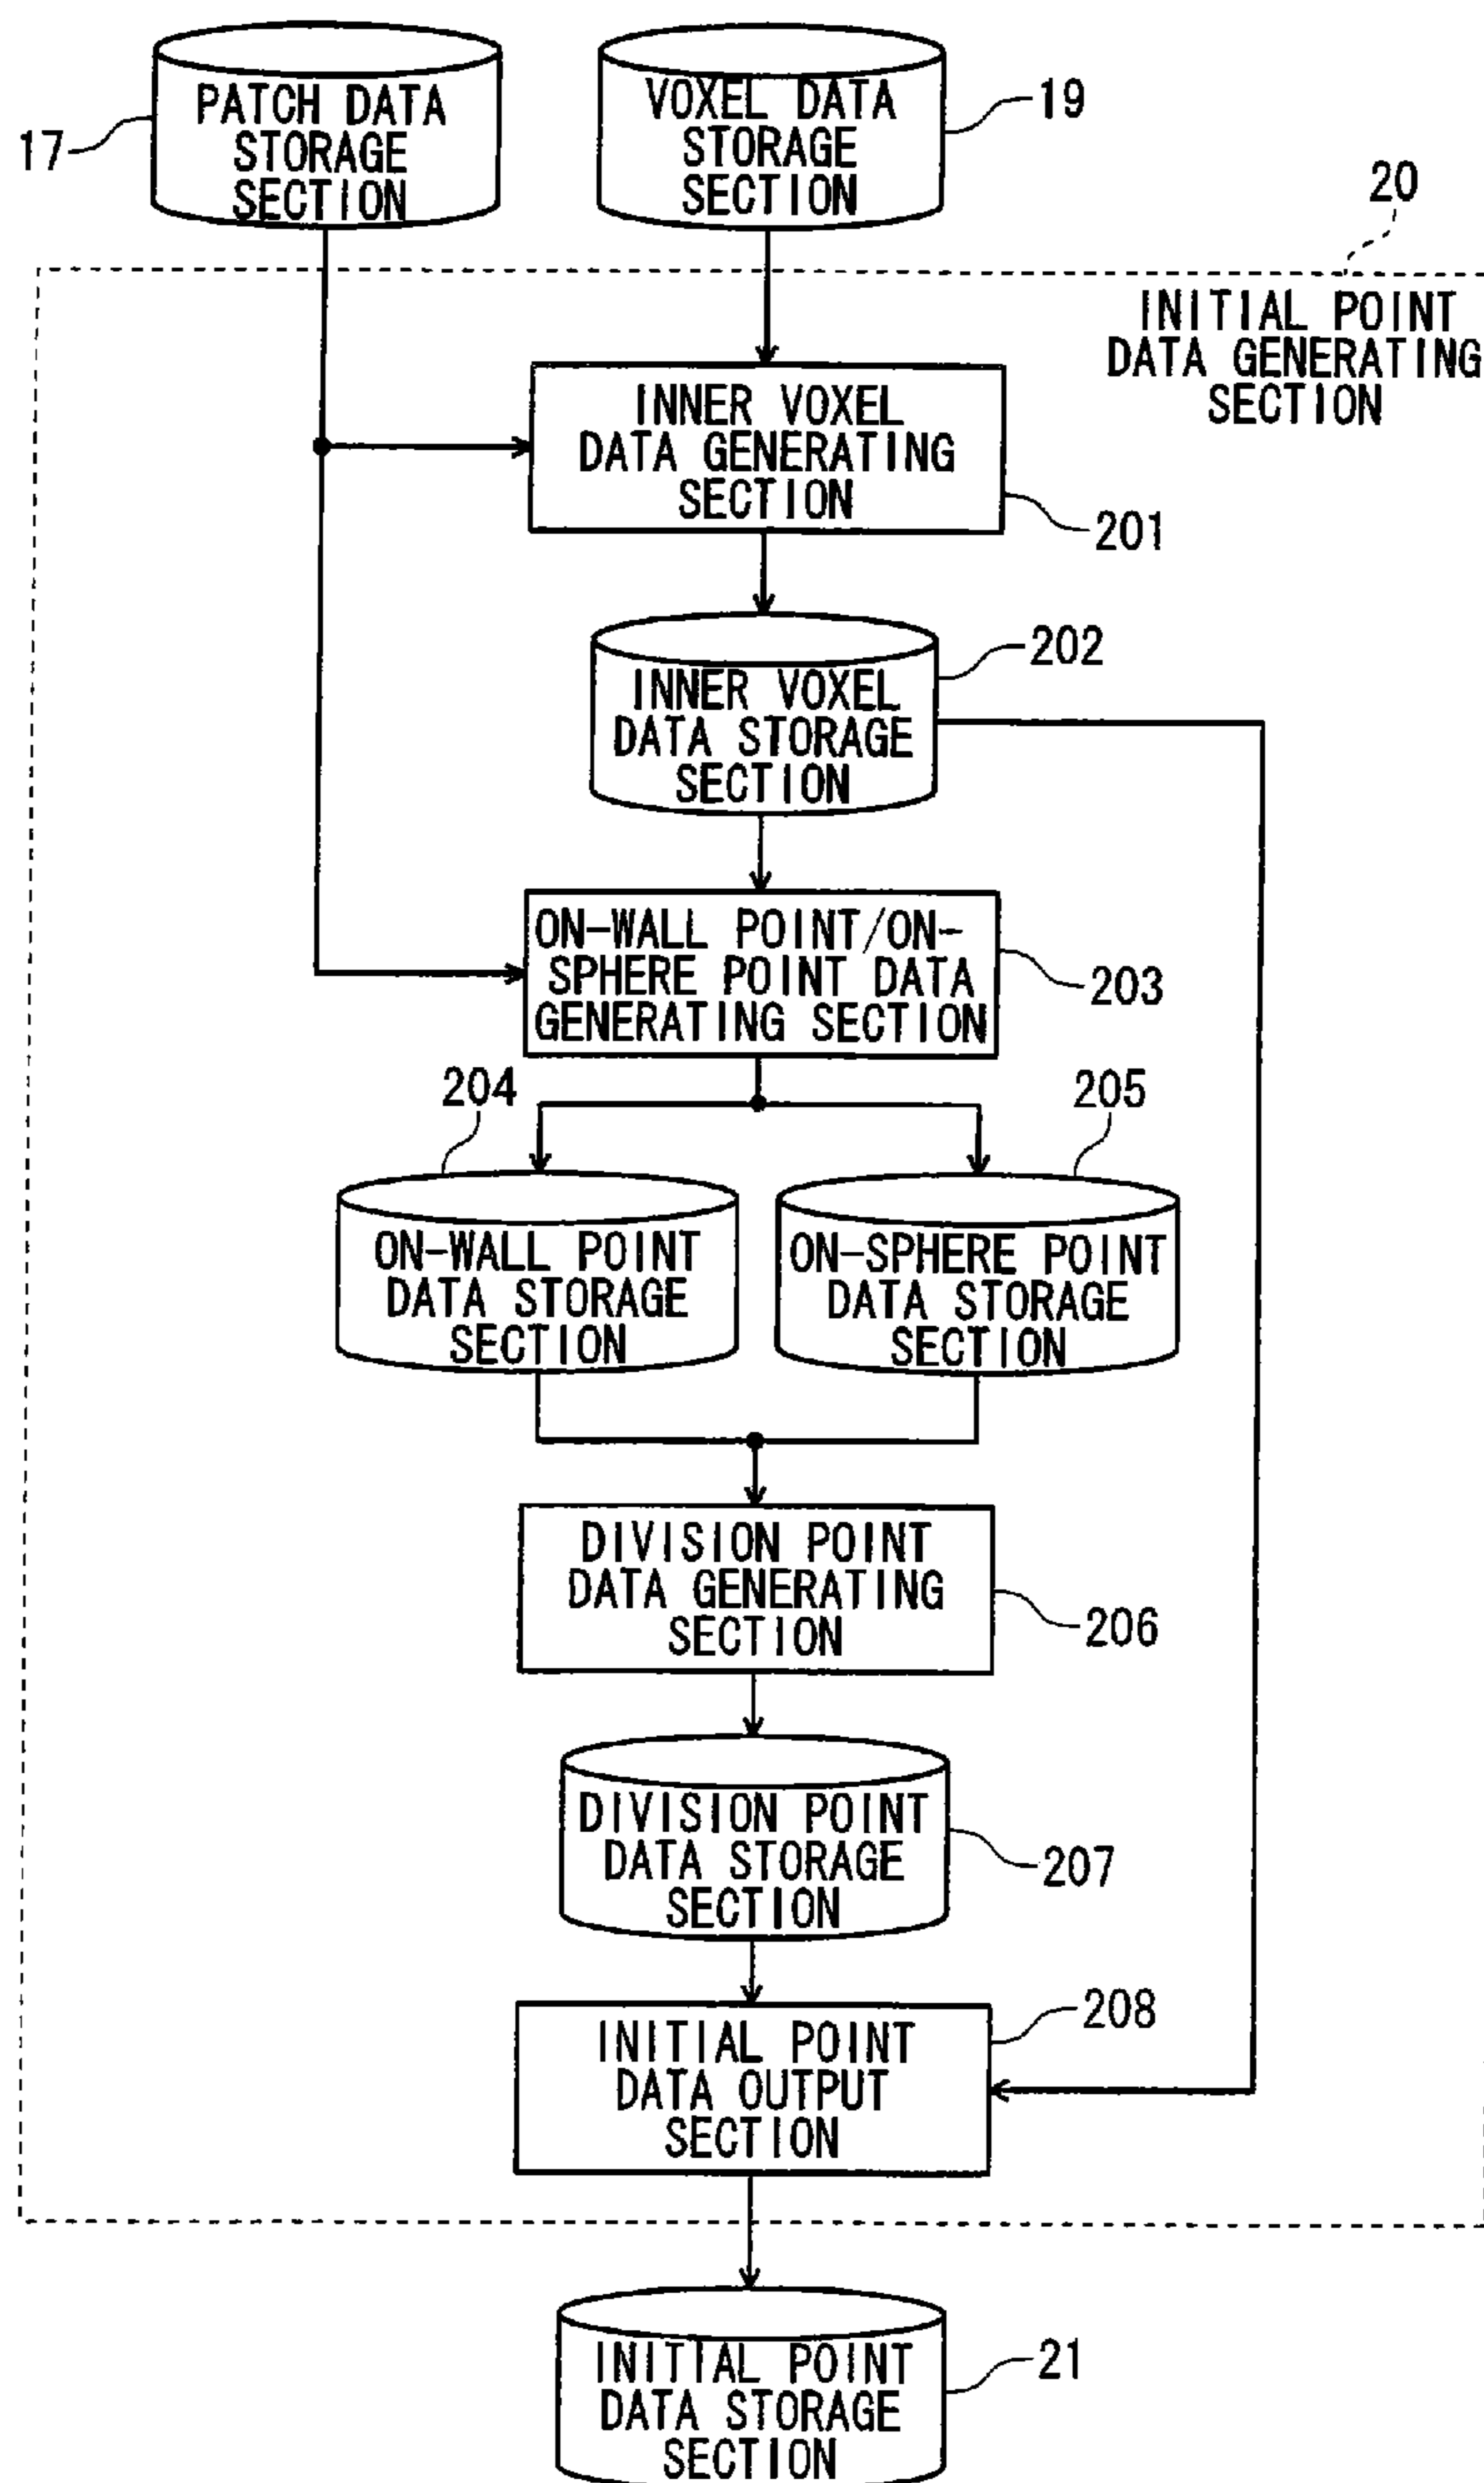 PATCH DATA
STORAGE
SECTION
17
VOXEL DATA
STORAGE
SECTION
19
20
INITIAL POINT
DATA GENERATING
SECTION
INNER VOXEL
DATA GENERATING
SECTION
201
INNER VOXEL
DATA STORAGE
SECTION
202
ON-WALL POINT/ON-
SPHERE POINT DATA
GENERATING SECTION
203
204
ON-WALL POINT
DATA STORAGE
SECTION
205
ON-SPHERE POINT
DATA STORAGE
SECTION
DIVISION POINT
DATA GENERATING
SECTION
206
DIVISION POINT
DATA STORAGE
SECTION
207
INITIAL POINT
DATA OUTPUT
SECTION
208
INITIAL POINT
DATA STORAGE
SECTION
21